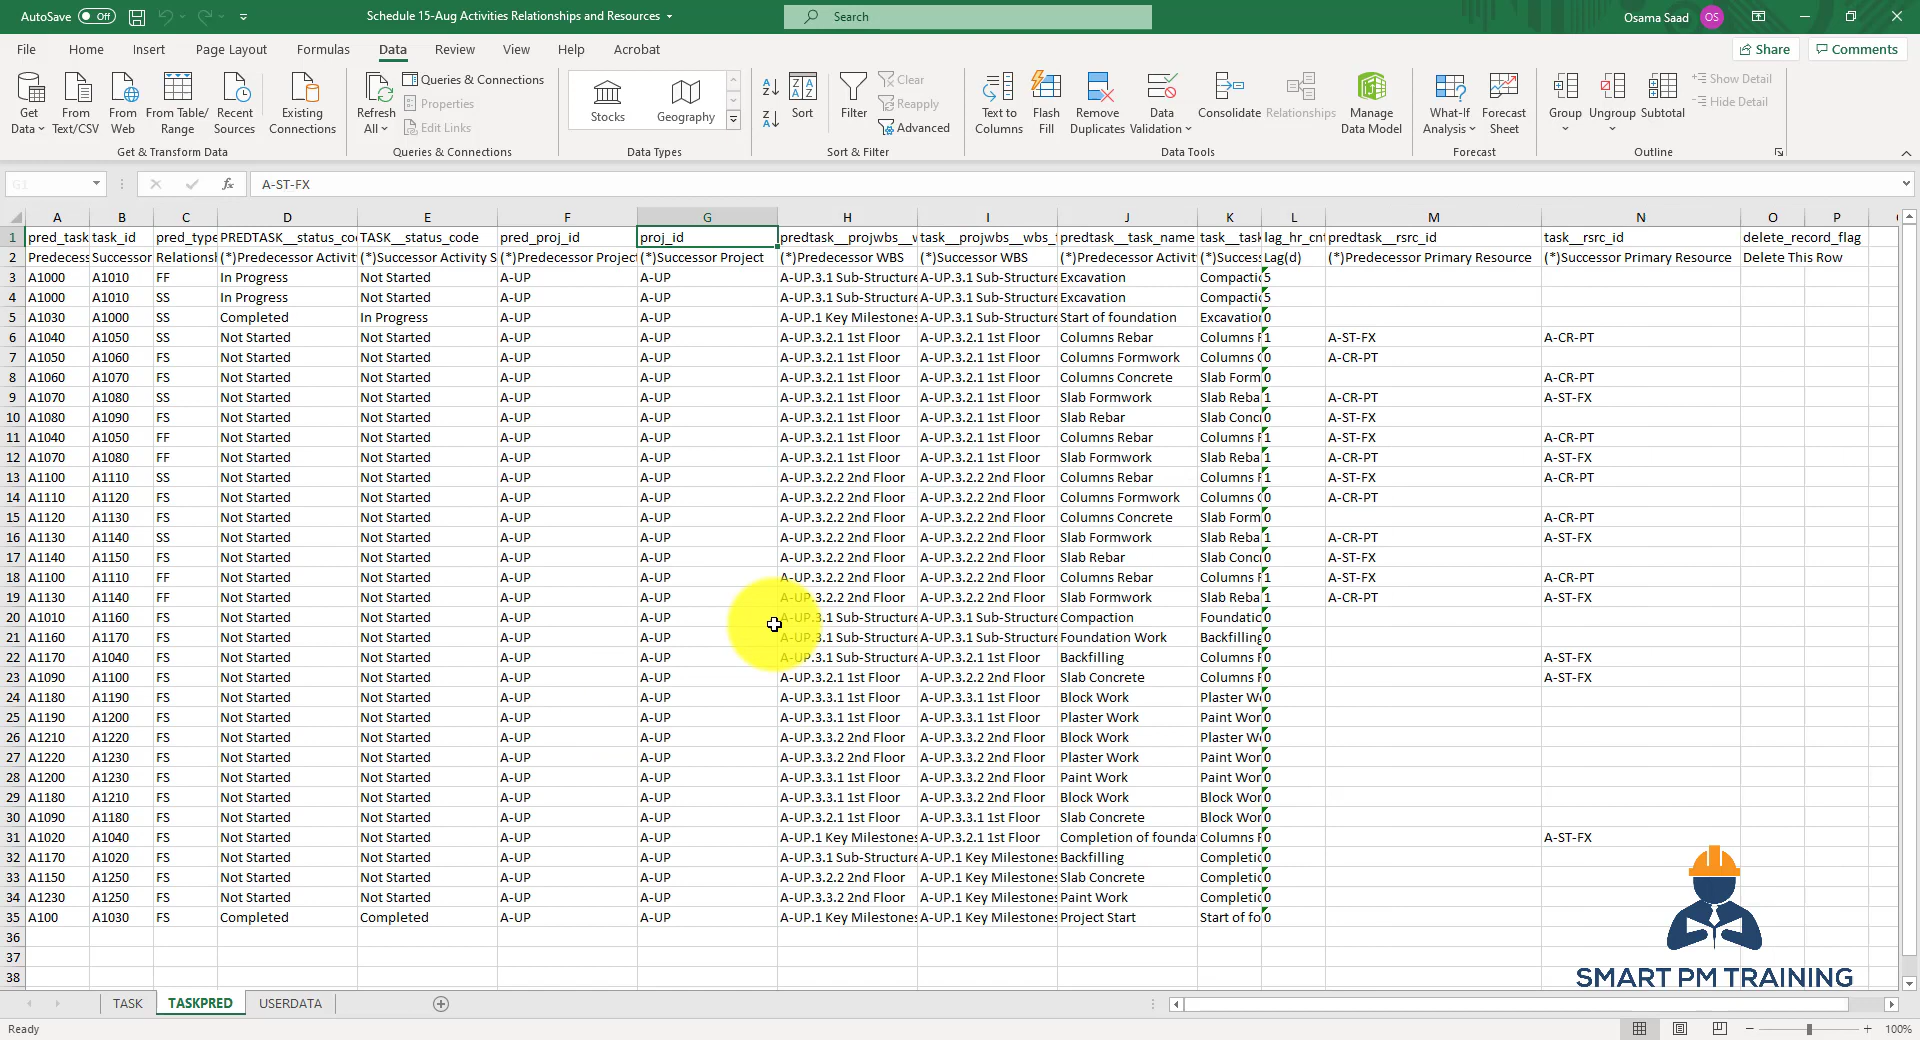 AutoSave Off Schedule 15-Aug Activities Relationships and Resources Search Osama Saad OS
File Home Insert Page Layout Formulas Data Review View Help Acrobat Share Comments
Get Data From Text/CSV From Web From Table/ Range Recent Sources Existing Connections Refresh All Queries & Connections Properties Edit Links Stocks Geography Sort Filter Clear Reapply Advanced Text to Columns Flash Fill Remove Duplicates Data Validation Consolidate Relationships Manage Data Model What-If Analysis Forecast Sheet Group Ungroup Subtotal Show Detail Hide Detail
Get & Transform Data Queries & Connections Data Types Sort & Filter Data Tools Forecast Outline
G1 fx A-ST-FX
A B C D E F G H I J K L M N O P
1 pred_task task_id pred_type PREDTASK__status_co TASK__status_code pred_proj_id proj_id predtask__projwbs__w task__projwbs__wbs_ predtask__task_name task__tas lag_hr_cnt predtask__rsrc_id task__rsrc_id delete_record_flag
2 Predeces Successor Relations (*)Predecessor Activit (*)Successor Activity S (*)Predecessor Project (*)Successor Project (*)Predecessor WBS (*)Successor WBS (*)Predecessor Activit (*)Succes Lag(d) (*)Predecessor Primary Resource (*)Successor Primary Resource Delete This Row
3 A1000 A1010 FF In Progress Not Started A-UP A-UP A-UP.3.1 Sub-Structure A-UP.3.1 Sub-Structure Excavation Compacti 5
4 A1000 A1010 SS In Progress Not Started A-UP A-UP A-UP.3.1 Sub-Structure A-UP.3.1 Sub-Structure Excavation Compacti 5
5 A1030 A1000 SS Completed In Progress A-UP A-UP A-UP.1 Key Milestones A-UP.3.1 Sub-Structure Start of foundation Excavation 0
6 A1040 A1050 SS Not Started Not Started A-UP A-UP A-UP.3.2.1 1st Floor A-UP.3.2.1 1st Floor Columns Rebar Columns F 1 A-ST-FX A-CR-PT
7 A1050 A1060 FS Not Started Not Started A-UP A-UP A-UP.3.2.1 1st Floor A-UP.3.2.1 1st Floor Columns Formwork Columns C 0 A-CR-PT
8 A1060 A1070 FS Not Started Not Started A-UP A-UP A-UP.3.2.1 1st Floor A-UP.3.2.1 1st Floor Columns Concrete Slab Form 0 A-CR-PT
9 A1070 A1080 SS Not Started Not Started A-UP A-UP A-UP.3.2.1 1st Floor A-UP.3.2.1 1st Floor Slab Formwork Slab Reba 1 A-CR-PT A-ST-FX
10 A1080 A1090 FS Not Started Not Started A-UP A-UP A-UP.3.2.1 1st Floor A-UP.3.2.1 1st Floor Slab Rebar Slab Conc 0 A-ST-FX
11 A1040 A1050 FF Not Started Not Started A-UP A-UP A-UP.3.2.1 1st Floor A-UP.3.2.1 1st Floor Columns Rebar Columns F 1 A-ST-FX A-CR-PT
12 A1070 A1080 FF Not Started Not Started A-UP A-UP A-UP.3.2.1 1st Floor A-UP.3.2.1 1st Floor Slab Formwork Slab Reba 1 A-CR-PT A-ST-FX
13 A1100 A1110 SS Not Started Not Started A-UP A-UP A-UP.3.2.2 2nd Floor A-UP.3.2.2 2nd Floor Columns Rebar Columns F 1 A-ST-FX A-CR-PT
14 A1110 A1120 FS Not Started Not Started A-UP A-UP A-UP.3.2.2 2nd Floor A-UP.3.2.2 2nd Floor Columns Formwork Columns C 0 A-CR-PT
15 A1120 A1130 FS Not Started Not Started A-UP A-UP A-UP.3.2.2 2nd Floor A-UP.3.2.2 2nd Floor Columns Concrete Slab Form 0 A-CR-PT
16 A1130 A1140 SS Not Started Not Started A-UP A-UP A-UP.3.2.2 2nd Floor A-UP.3.2.2 2nd Floor Slab Formwork Slab Reba 1 A-CR-PT A-ST-FX
17 A1140 A1150 FS Not Started Not Started A-UP A-UP A-UP.3.2.2 2nd Floor A-UP.3.2.2 2nd Floor Slab Rebar Slab Conc 0 A-ST-FX
18 A1100 A1110 FF Not Started Not Started A-UP A-UP A-UP.3.2.2 2nd Floor A-UP.3.2.2 2nd Floor Columns Rebar Columns F 1 A-ST-FX A-CR-PT
19 A1130 A1140 FF Not Started Not Started A-UP A-UP A-UP.3.2.2 2nd Floor A-UP.3.2.2 2nd Floor Slab Formwork Slab Reba 1 A-CR-PT A-ST-FX
20 A1010 A1160 FS Not Started Not Started A-UP A-UP A-UP.3.1 Sub-Structure A-UP.3.1 Sub-Structure Compaction Foundatio 0
21 A1160 A1170 FS Not Started Not Started A-UP A-UP A-UP.3.1 Sub-Structure A-UP.3.1 Sub-Structure Foundation Work Backfilling 0
22 A1170 A1040 FS Not Started Not Started A-UP A-UP A-UP.3.1 Sub-Structure A-UP.3.2.1 1st Floor Backfilling Columns F 0 A-ST-FX
23 A1090 A1100 FS Not Started Not Started A-UP A-UP A-UP.3.2.1 1st Floor A-UP.3.2.2 2nd Floor Slab Concrete Columns F 0 A-ST-FX
24 A1180 A1190 FS Not Started Not Started A-UP A-UP A-UP.3.3.1 1st Floor A-UP.3.3.1 1st Floor Block Work Plaster W 0
25 A1190 A1200 FS Not Started Not Started A-UP A-UP A-UP.3.3.1 1st Floor A-UP.3.3.1 1st Floor Plaster Work Paint Wor 0
26 A1210 A1220 FS Not Started Not Started A-UP A-UP A-UP.3.3.2 2nd Floor A-UP.3.3.2 2nd Floor Block Work Plaster W 0
27 A1220 A1230 FS Not Started Not Started A-UP A-UP A-UP.3.3.2 2nd Floor A-UP.3.3.2 2nd Floor Plaster Work Paint Wor 0
28 A1200 A1230 FS Not Started Not Started A-UP A-UP A-UP.3.3.1 1st Floor A-UP.3.3.2 2nd Floor Paint Work Paint Wor 0
29 A1180 A1210 FS Not Started Not Started A-UP A-UP A-UP.3.3.1 1st Floor A-UP.3.3.2 2nd Floor Block Work Block Wor 0
30 A1090 A1180 FS Not Started Not Started A-UP A-UP A-UP.3.2.1 1st Floor A-UP.3.3.1 1st Floor Slab Concrete Block Wor 0
31 A1020 A1040 FS Not Started Not Started A-UP A-UP A-UP.1 Key Milestones A-UP.3.2.1 1st Floor Completion of founda Columns F 0 A-ST-FX
32 A1170 A1020 FS Not Started Not Started A-UP A-UP A-UP.3.1 Sub-Structure A-UP.1 Key Milestones Backfilling Completic 0
33 A1150 A1250 FS Not Started Not Started A-UP A-UP A-UP.3.2.2 2nd Floor A-UP.1 Key Milestones Slab Concrete Completic 0
34 A1230 A1250 FS Not Started Not Started A-UP A-UP A-UP.3.3.2 2nd Floor A-UP.1 Key Milestones Paint Work Completic 0
35 A100 A1030 FS Completed Completed A-UP A-UP A-UP.1 Key Milestones A-UP.1 Key Milestones Project Start Start of fo 0
36
37
38
SMART PM TRAINING
TASK TASKPRED USERDATA
Ready 100%